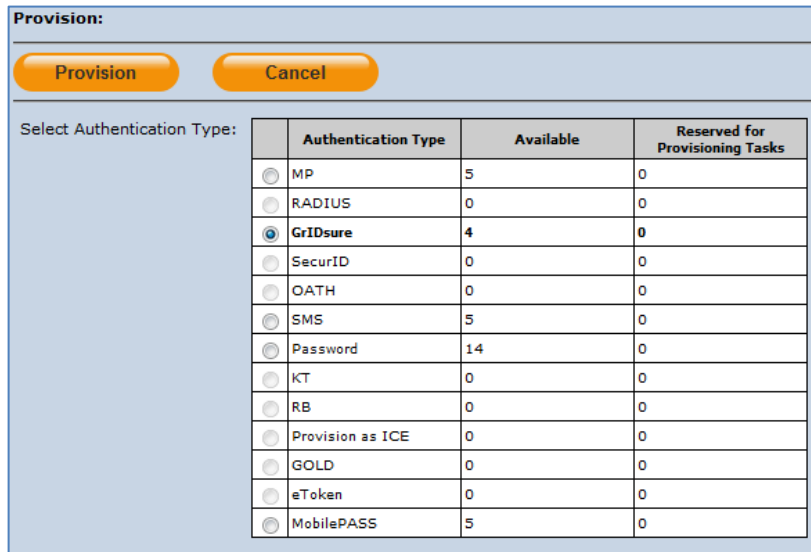 Provision:
Provision Cancel
Select Authentication Type:
Authentication Type Available Reserved for
Provisioning Tasks
MP 5 0
RADIUS 0 0
GrIDsure 4 0
SecurID 0 0
OATH 0 0
SMS 5 0
Password 14 0
KT 0 0
RB 0 0
Provision as ICE 0 0
GOLD 0 0
eToken 0 0
MobilePASS 5 0